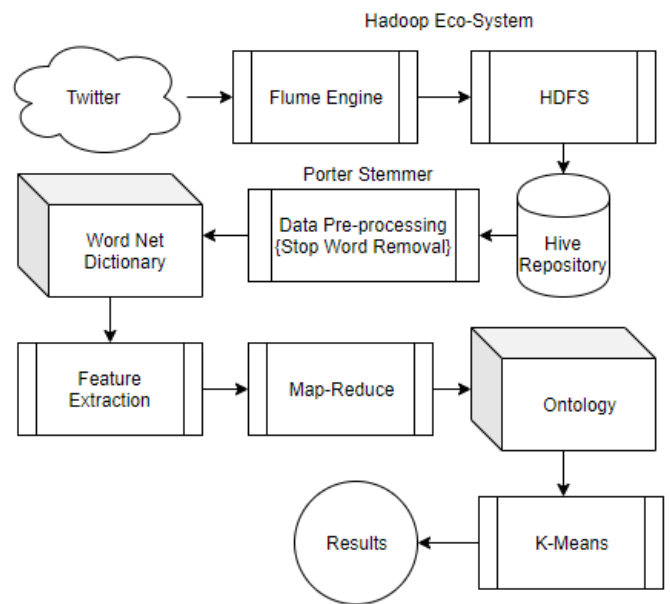 Hadoop Eco-System
Twitter
Flume Engine
HDFS
Porter Stemmer
Word Net
Dictionary
Data Pre-processing
{Stop Word Removal}
Hive
Repository
Feature
Extraction
Map-Reduce
Ontology
Results
K-Means